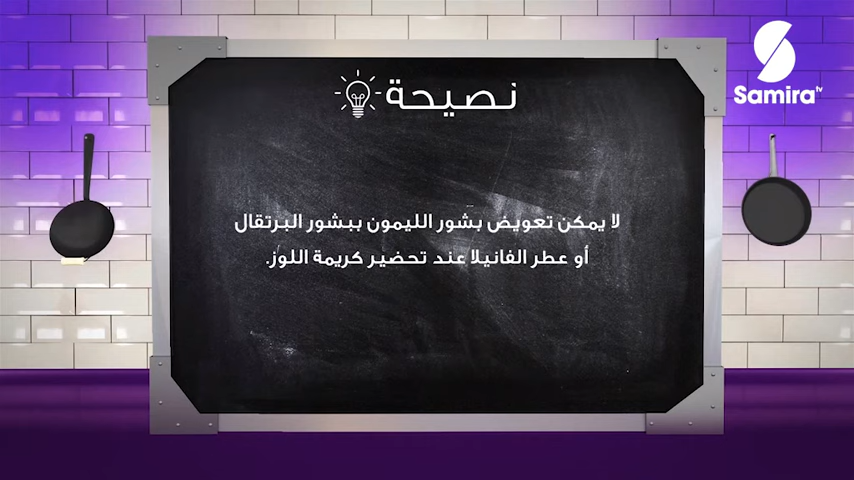 Samira tv
نصيحة
لا يمكن تعويض بشور الليمون ببشور البرتقال
أو عطر الفانيلا عند تحضير كريمة اللوز.